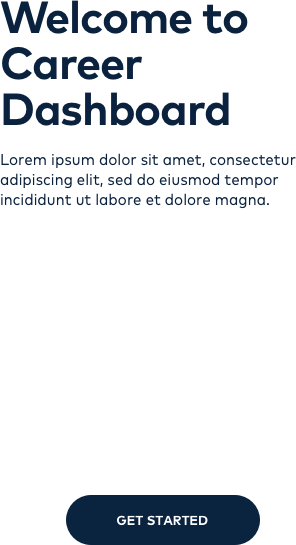 Welcome to
Career
Dashboard
Lorem ipsum dolor sit amet, consectetur
adipiscing elit, sed do eiusmod tempor
incididunt ut labore et dolore magna.
GET STARTED